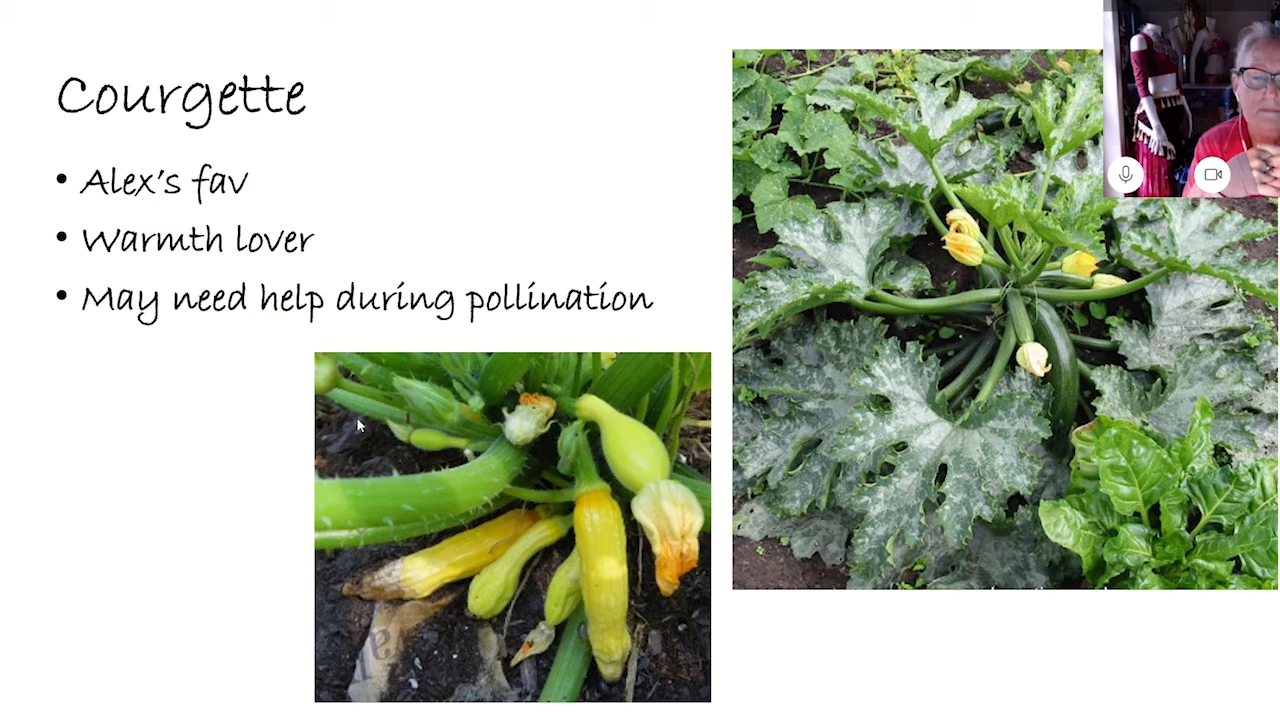 Courgette
• Alex's fav
• Warmth lover
• May need help during pollination